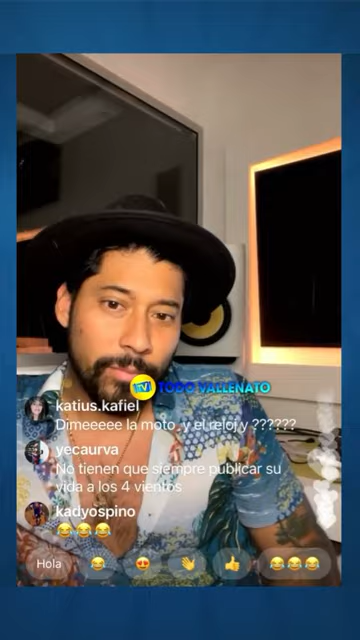 TV TODO VALLENATO
katius.kafiel
Dimeeeee la moto. y el reloj y ??????
yecaurva
No tienen que siempre publicar su
vida a los 4 vientos
kadyospino
😂😂😂
Hola 😂 😍 👋 👍 😂😂😂